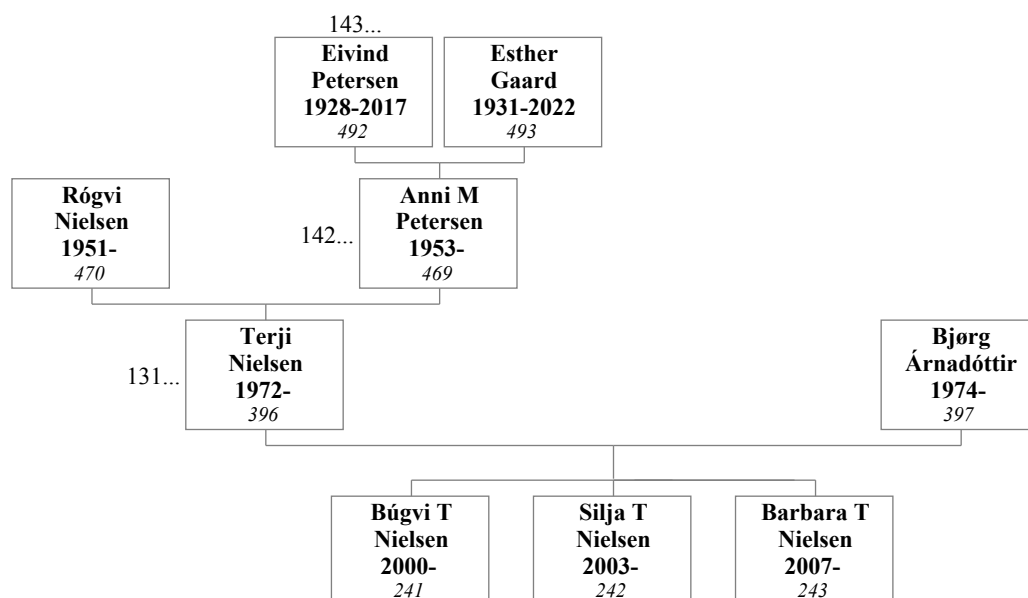 143...
Eivind
Petersen
1928-2017
492
Esther
Gaard
1931-2022
493
Rógvi
Nielsen
1951-
470
142...
Anni M
Petersen
1953-
469
131...
Terji
Nielsen
1972-
396
Bjørg
Árnadóttir
1974-
397
Búgvi T
Nielsen
2000-
241
Silja T
Nielsen
2003-
242
Barbara T
Nielsen
2007-
243